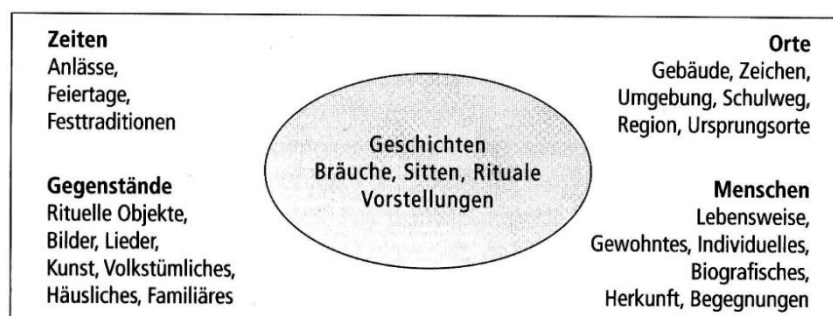 Zeiten
Anlässe,
Feiertage,
Festtraditionen
Orte
Gebäude, Zeichen,
Umgebung, Schulweg,
Region, Ursprungsorte
Geschichten
Bräuche, Sitten, Rituale
Vorstellungen
Gegenstände
Rituelle Objekte,
Bilder, Lieder,
Kunst, Volkstümliches,
Häusliches, Familiäres
Menschen
Lebensweise,
Gewohntes, Individuelles,
Biografisches,
Herkunft, Begegnungen